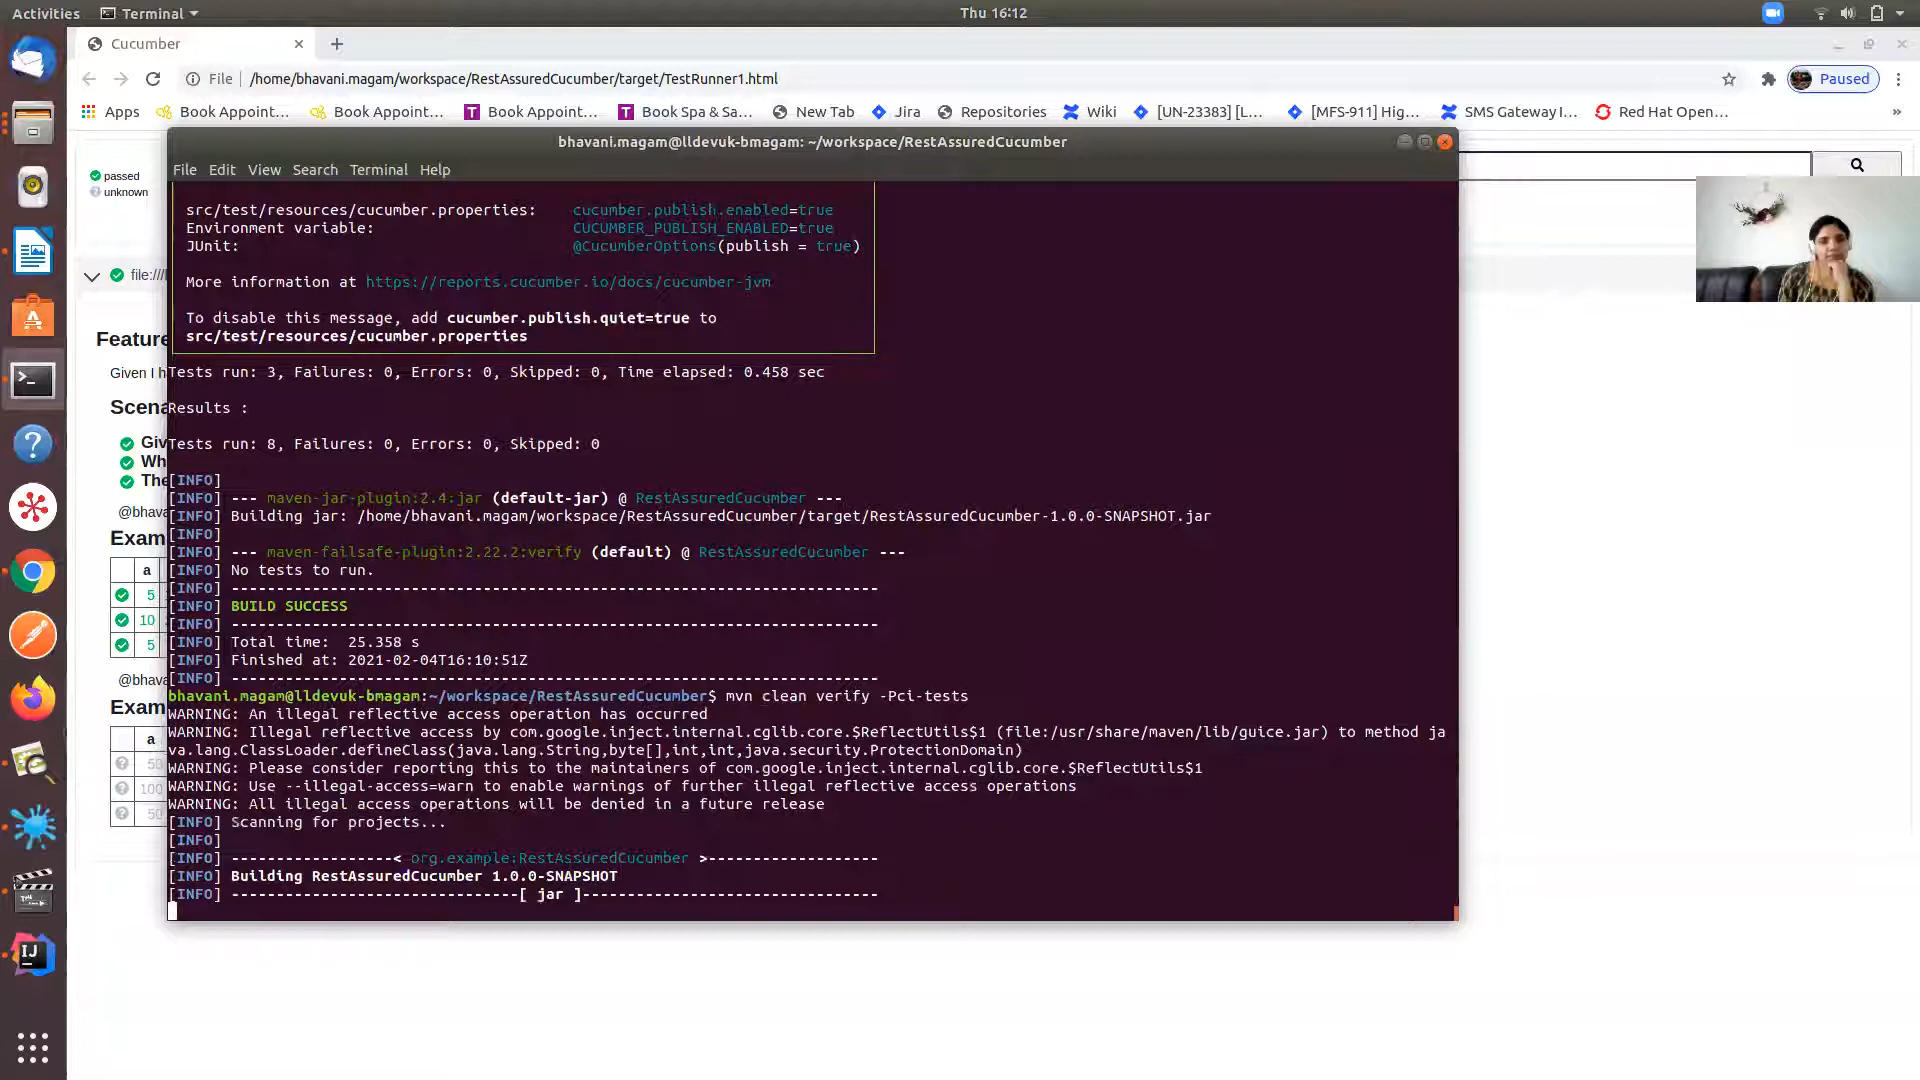 Activities Terminal Thu 16:12
Cucumber
File /home/bhavani.magam/workspace/RestAssuredCucumber/target/TestRunner1.html Paused
Apps Book Appoint... Book Appoint... Book Appoint... Book Spa & Sa... New Tab Jira Repositories Wiki [UN-23383] [L... [MFS-911] Hig... SMS Gateway I... Red Hat Open... »
bhavani.magam@lldevuk-bmagam: ~/workspace/RestAssuredCucumber
File Edit View Search Terminal Help
passed
unknown
src/test/resources/cucumber.properties: cucumber.publish.enabled=true
Environment variable: CUCUMBER_PUBLISH_ENABLED=true
JUnit: @CucumberOptions(publish = true)
file:///
More information at https://reports.cucumber.io/docs/cucumber-jvm
To disable this message, add cucumber.publish.quiet=true to
src/test/resources/cucumber.properties
Feature
Given I h
Tests run: 3, Failures: 0, Errors: 0, Skipped: 0, Time elapsed: 0.458 sec
Scena
Results :
Giv
Tests run: 8, Failures: 0, Errors: 0, Skipped: 0
Wh
The
[INFO]
[INFO] --- maven-jar-plugin:2.4:jar (default-jar) @ RestAssuredCucumber ---
@bhava
[INFO] Building jar: /home/bhavani.magam/workspace/RestAssuredCucumber/target/RestAssuredCucumber-1.0.0-SNAPSHOT.jar
Exam
[INFO]
[INFO] --- maven-failsafe-plugin:2.22.2:verify (default) @ RestAssuredCucumber ---
a
[INFO] No tests to run.
[INFO] ------------------------------------------------------------------------
5
[INFO] BUILD SUCCESS
10
[INFO] ------------------------------------------------------------------------
5
[INFO] Total time:  25.358 s
[INFO] Finished at: 2021-02-04T16:10:51Z
@bhava
[INFO] ------------------------------------------------------------------------
Exam
bhavani.magam@lldevuk-bmagam:~/workspace/RestAssuredCucumber$ mvn clean verify -Pci-tests
WARNING: An illegal reflective access operation has occurred
a
WARNING: Illegal reflective access by com.google.inject.internal.cglib.core.$ReflectUtils$1 (file:/usr/share/maven/lib/guice.jar) to method ja
va.lang.ClassLoader.defineClass(java.lang.String,byte[],int,int,java.security.ProtectionDomain)
50
WARNING: Please consider reporting this to the maintainers of com.google.inject.internal.cglib.core.$ReflectUtils$1
100
WARNING: Use --illegal-access=warn to enable warnings of further illegal reflective access operations
50
WARNING: All illegal access operations will be denied in a future release
[INFO] Scanning for projects...
[INFO]
[INFO] ------------------< org.example:RestAssuredCucumber >-------------------
[INFO] Building RestAssuredCucumber 1.0.0-SNAPSHOT
[INFO] --------------------------------[ jar ]---------------------------------